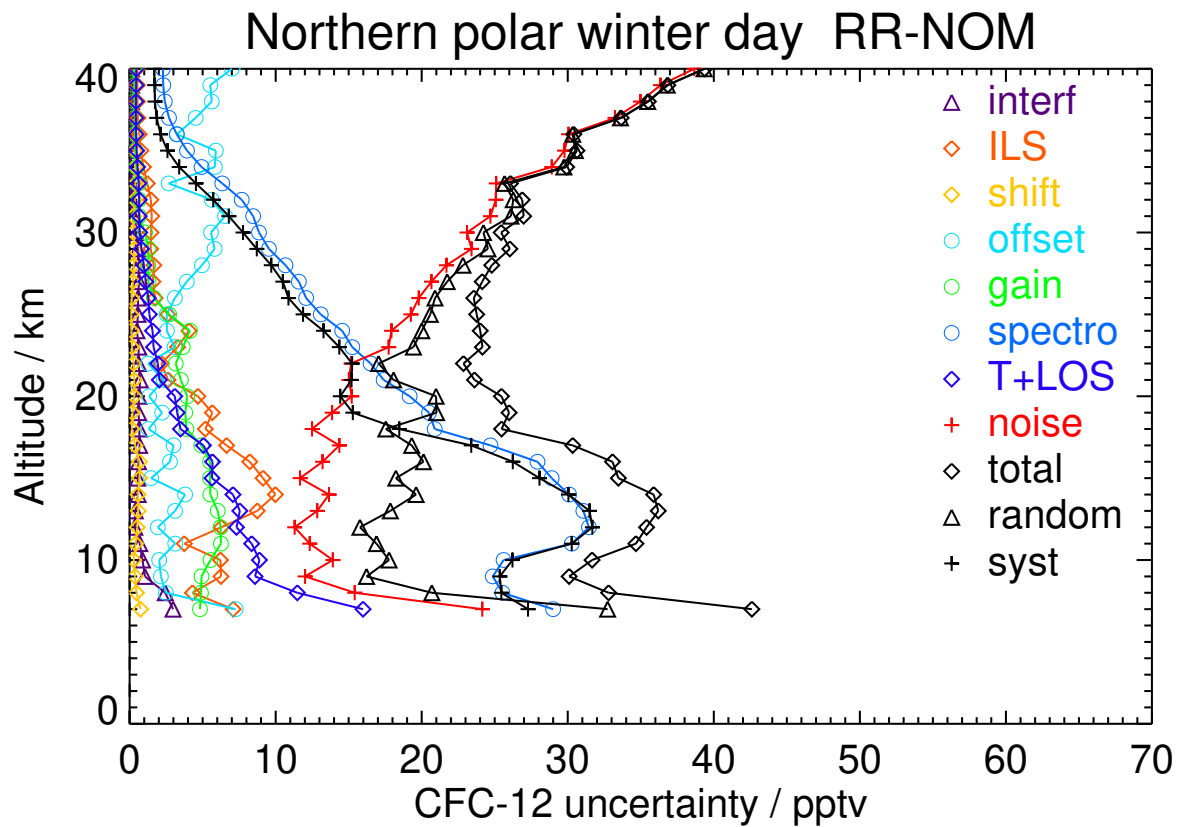 Northern polar winter day RR-NOM
Altitude / km
40
30
20
10
0
interf
ILS
shift
offset
gain
spectro
T+LOS
noise
total
random
syst
0 10 20 30 40 50 60 70
CFC-12 uncertainty / pptv